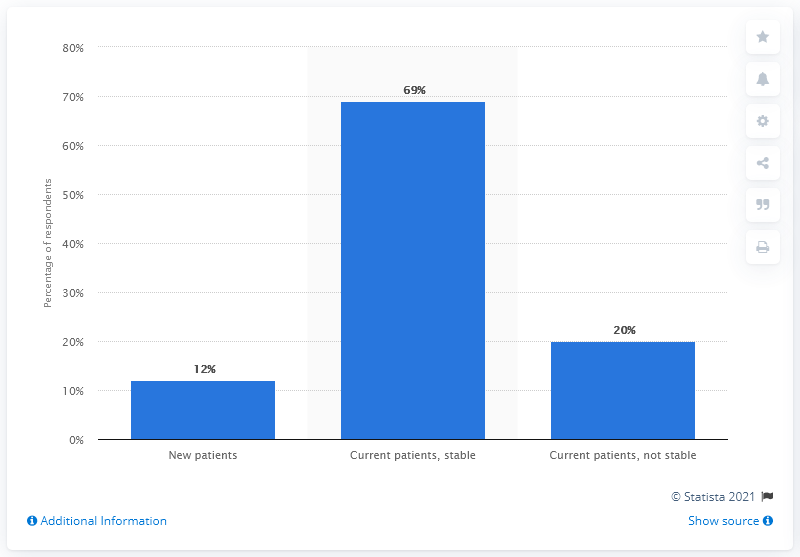 80%
70%
60%
50%
40%
30%
20%
10%
0%
Percentage of respondents
12%
69%
20%
New patients
Current patients, stable
Current patients, not stable
© Statista 2021
Additional Information
Show source